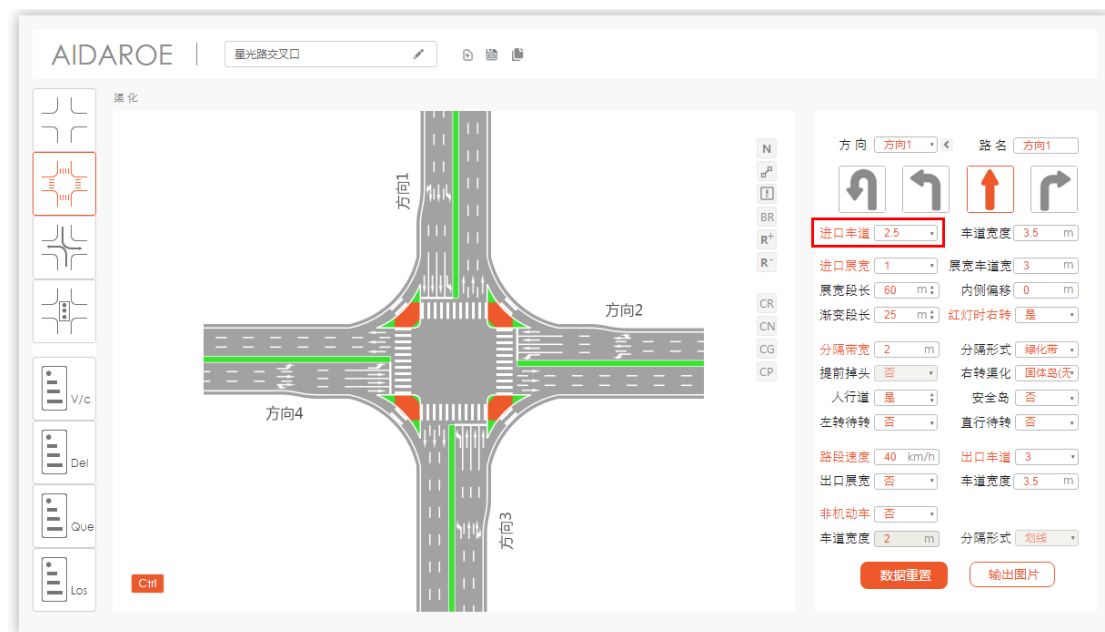 AIDAROE
星光路交叉口
渠化
V/c
Del
Que
Los
方向1
方向2
方向3
方向4
Ctrl
N
BR
R+
R-
CR
CN
CG
CP
方向 方向1 路名 方向1
进口车道 2.5 车道宽度 3.5 m
进口展宽 1 展宽车道宽 3 m
展宽段长 60 m 内侧偏移 0 m
渐变段长 25 m 红灯时右转 是
分隔带宽 2 m 分隔形式 绿化带
提前掉头 否 右转渠化 固体岛(无
人行道 是 安全岛 否
左转待转 否 直行待转 否
路段速度 40 km/h 出口车道 3
出口展宽 否 车道宽度 3.5 m
非机动车 否
车道宽度 2 m 分隔形式 划线
数据重置 输出图片